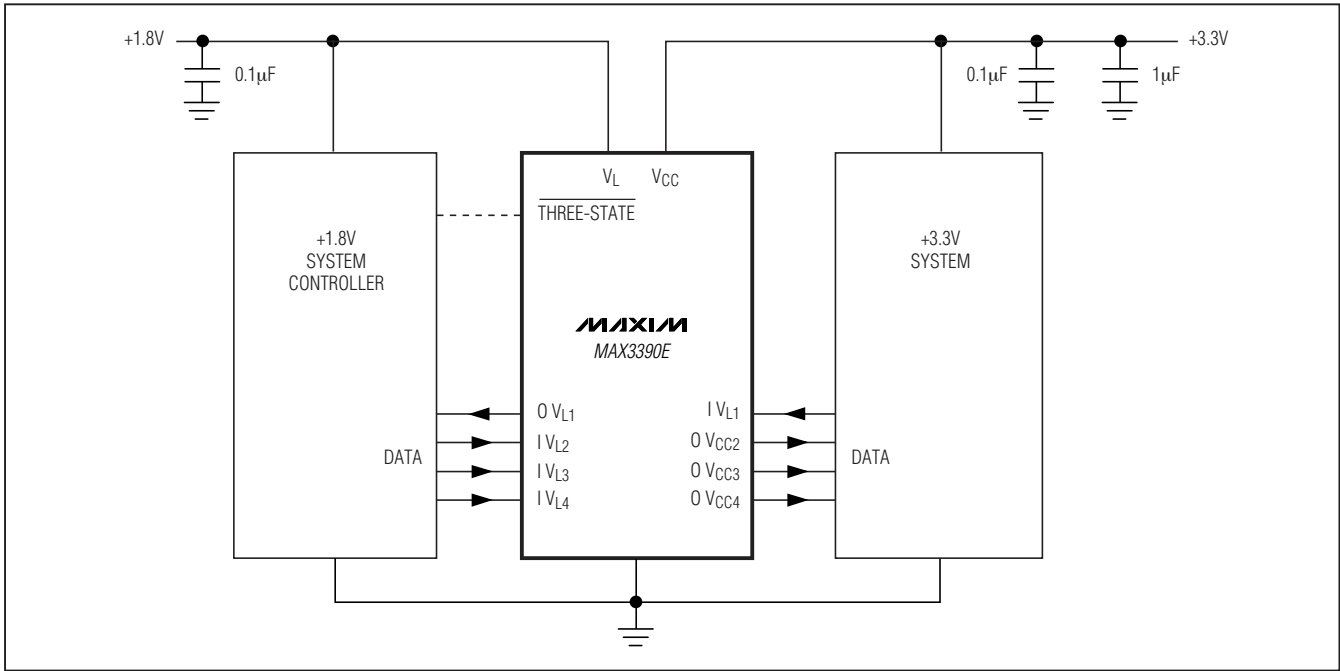 +1.8V
+3.3V
0.1µF
0.1µF
1µF
VL
VCC
THREE-STATE
+1.8V
SYSTEM
CONTROLLER
+3.3V
SYSTEM
MAXIM
MAX3390E
O VL1
I VL2
I VL3
I VL4
I VL1
O VCC2
O VCC3
O VCC4
DATA
DATA